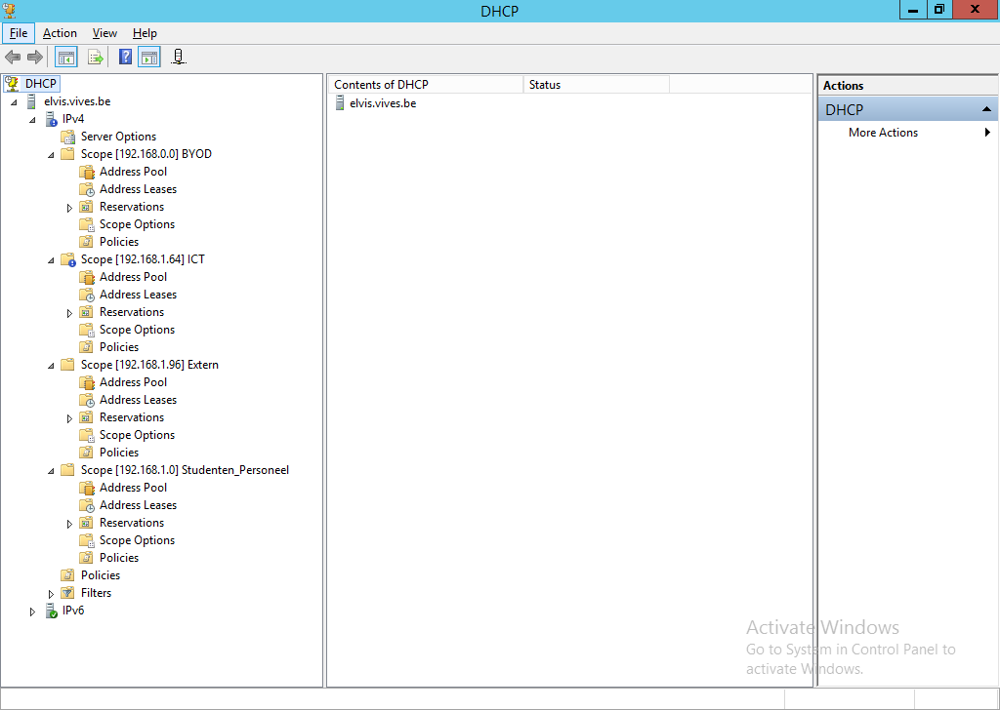 DHCP
File Action View Help
DHCP
elvis.vives.be
IPv4
Server Options
Scope [192.168.0.0] BYOD
Address Pool
Address Leases
Reservations
Scope Options
Policies
Scope [192.168.1.64] ICT
Address Pool
Address Leases
Reservations
Scope Options
Policies
Scope [192.168.1.96] Extern
Address Pool
Address Leases
Reservations
Scope Options
Policies
Scope [192.168.1.0] Studenten_Personeel
Address Pool
Address Leases
Reservations
Scope Options
Policies
Policies
Filters
IPv6
Contents of DHCP Status
elvis.vives.be
Actions
DHCP
More Actions
Activate Windows
Go to System in Control Panel to
activate Windows.